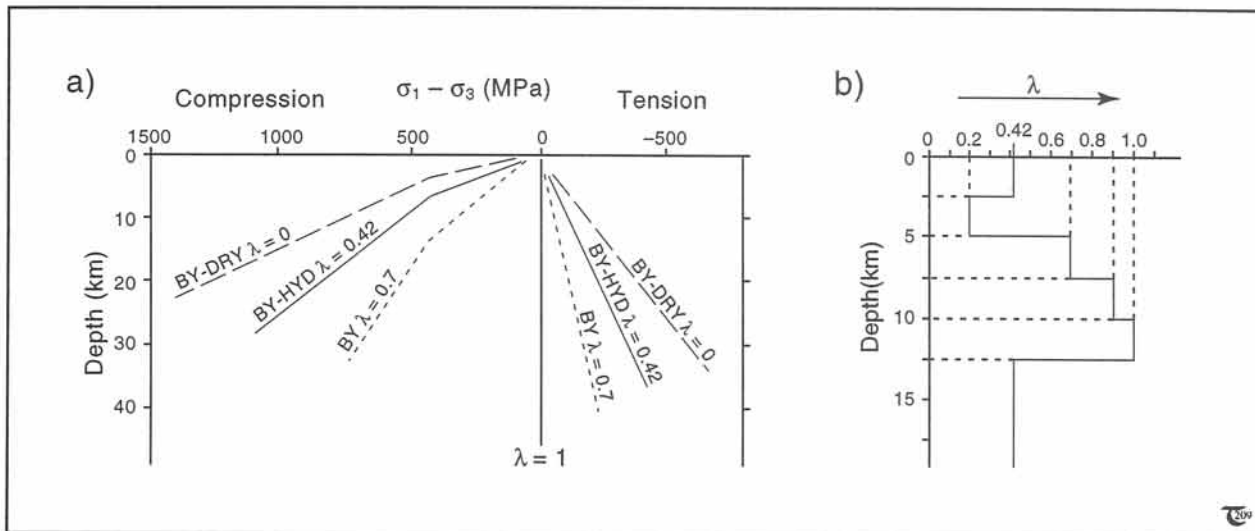 a)
Compression
σ₁ – σ₃ (MPa)
Tension
1500
1000
500
0
–500
0
10
20
30
40
Depth (km)
BY-DRY λ = 0
BY-HYD λ = 0.42
BY λ = 0.7
BY λ = 0.7
BY-HYD λ = 0.42
BY-DRY λ = 0
λ = 1
b)
λ
0
0.2
0.42
0.6
0.8
1.0
0
5
10
15
Depth(km)
209